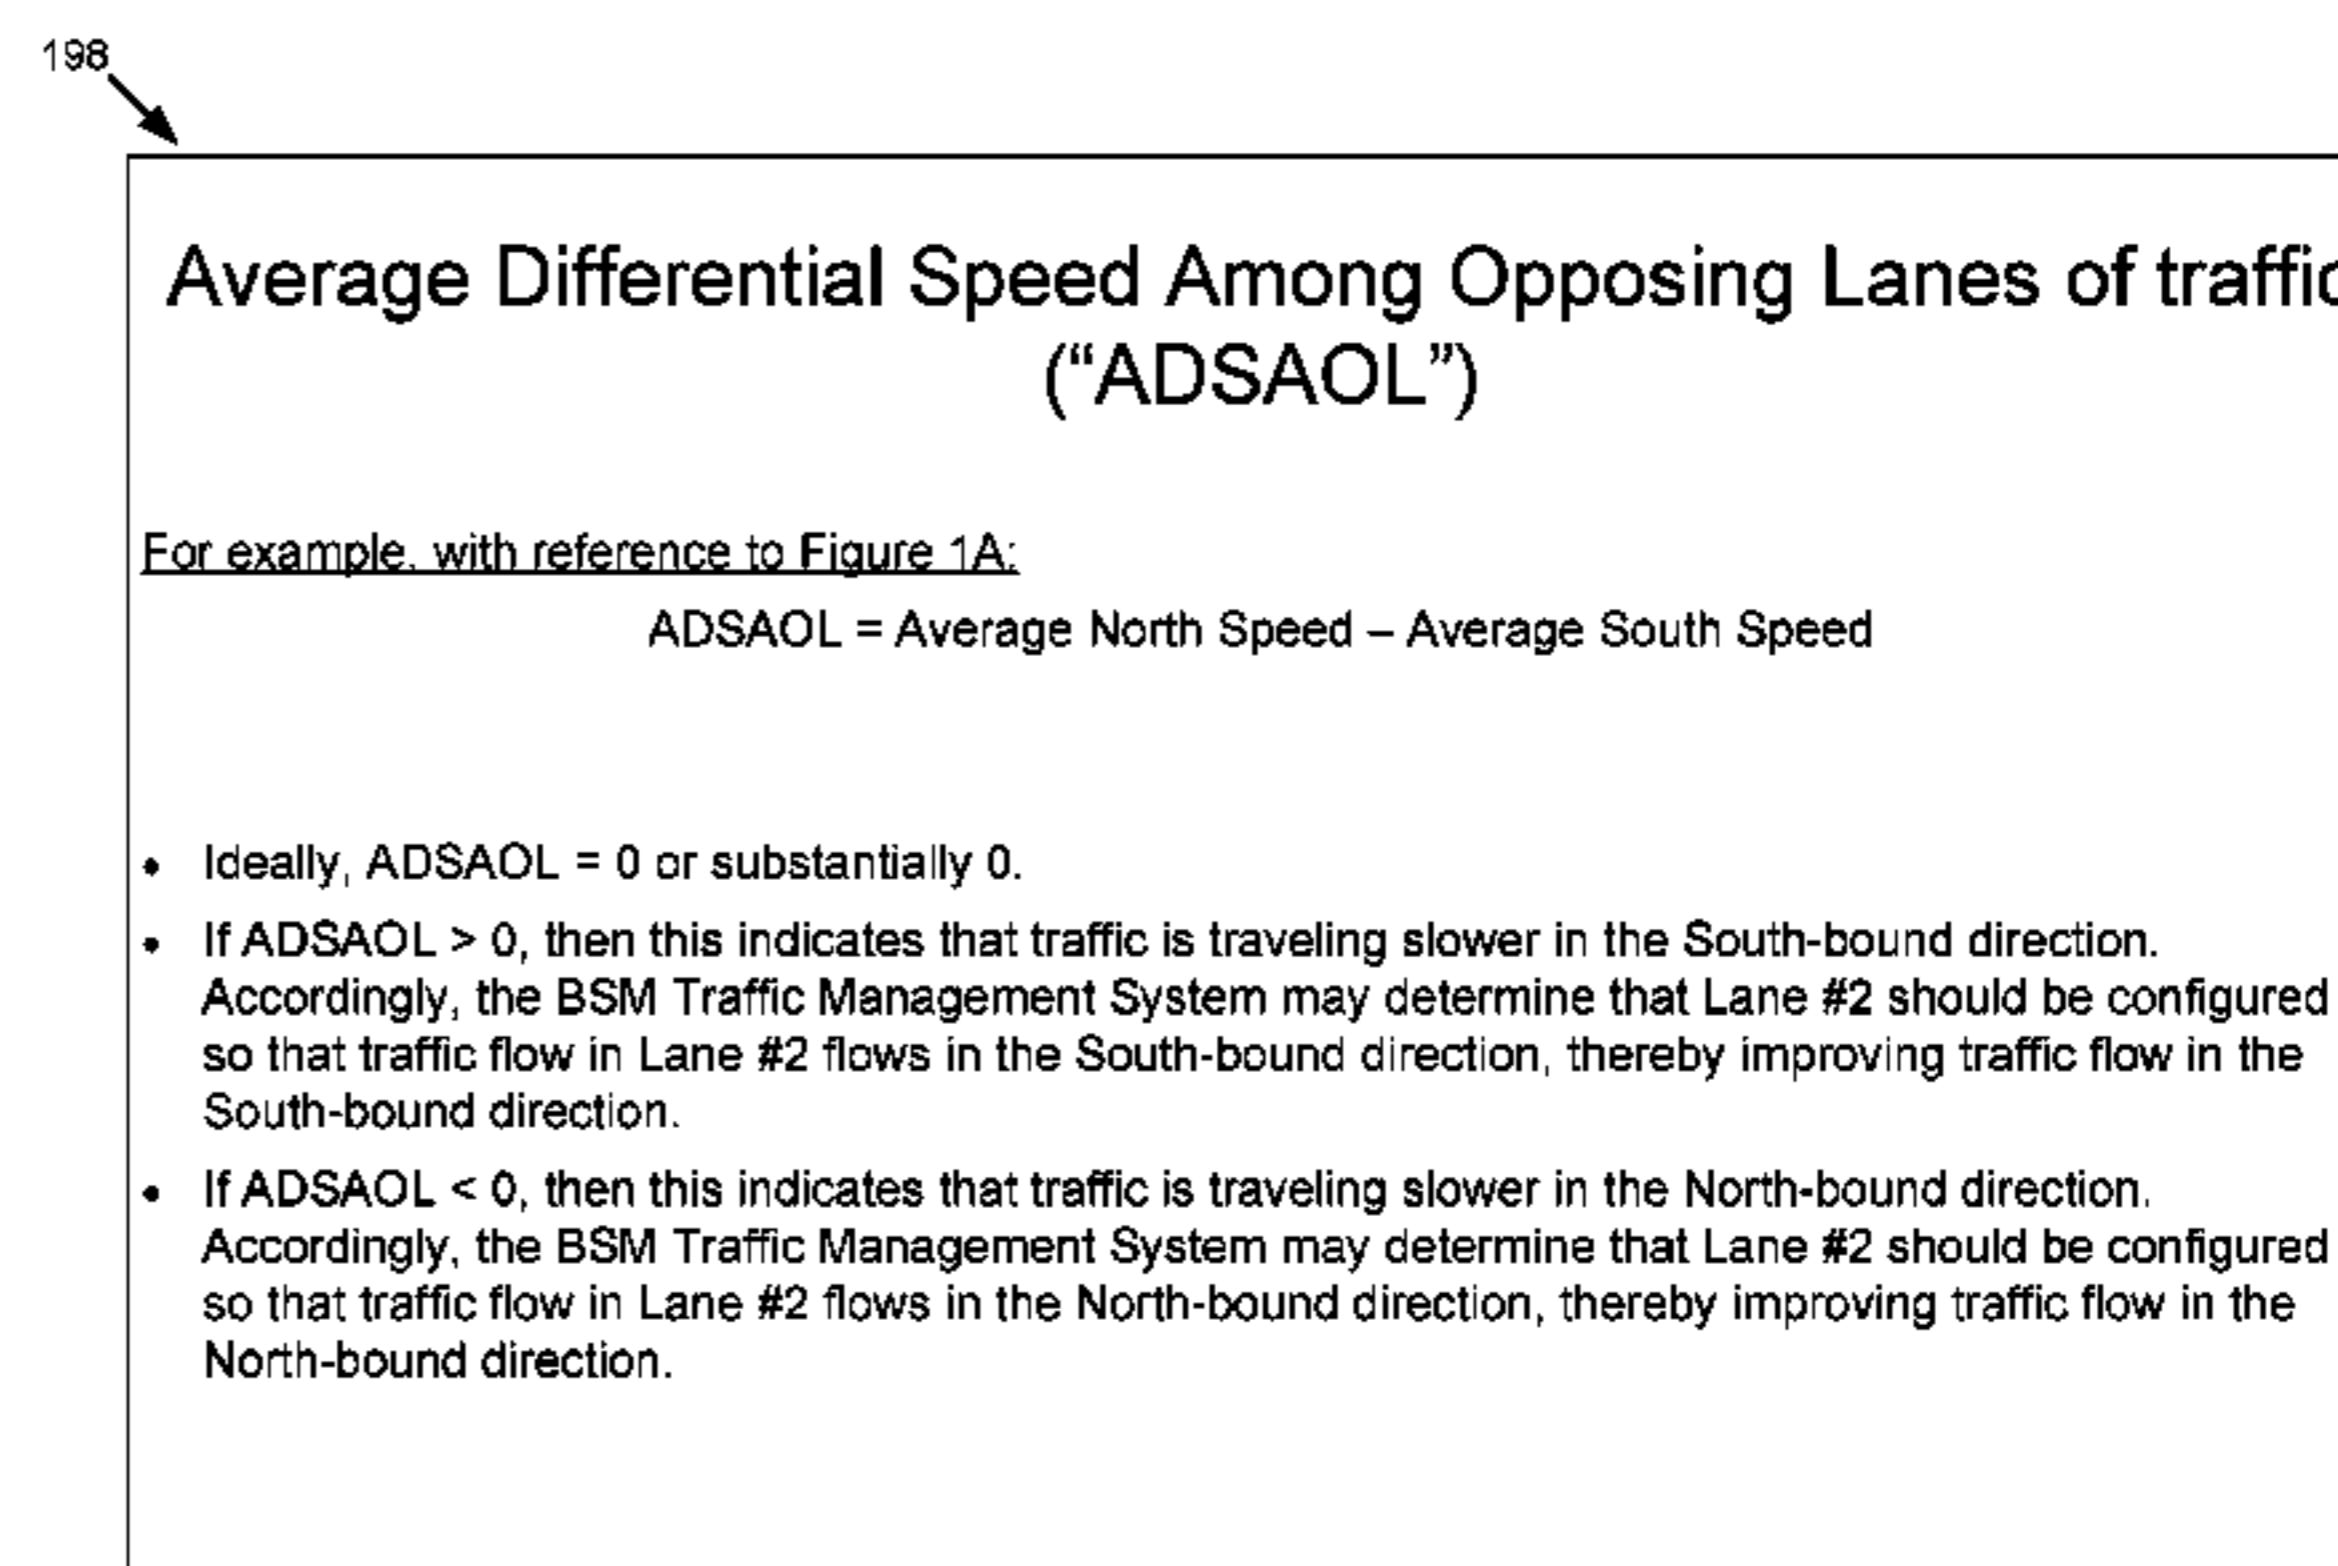 198
Average Differential Speed Among Opposing Lanes of traffic
(“ADSAOL”)
For example, with reference to Figure 1A:
ADSAOL = Average North Speed – Average South Speed
• Ideally, ADSAOL = 0 or substantially 0.
• If ADSAOL > 0, then this indicates that traffic is traveling slower in the South-bound direction.
Accordingly, the BSM Traffic Management System may determine that Lane #2 should be configured
so that traffic flow in Lane #2 flows in the South-bound direction, thereby improving traffic flow in the
South-bound direction.
• If ADSAOL < 0, then this indicates that traffic is traveling slower in the North-bound direction.
Accordingly, the BSM Traffic Management System may determine that Lane #2 should be configured
so that traffic flow in Lane #2 flows in the North-bound direction, thereby improving traffic flow in the
North-bound direction.